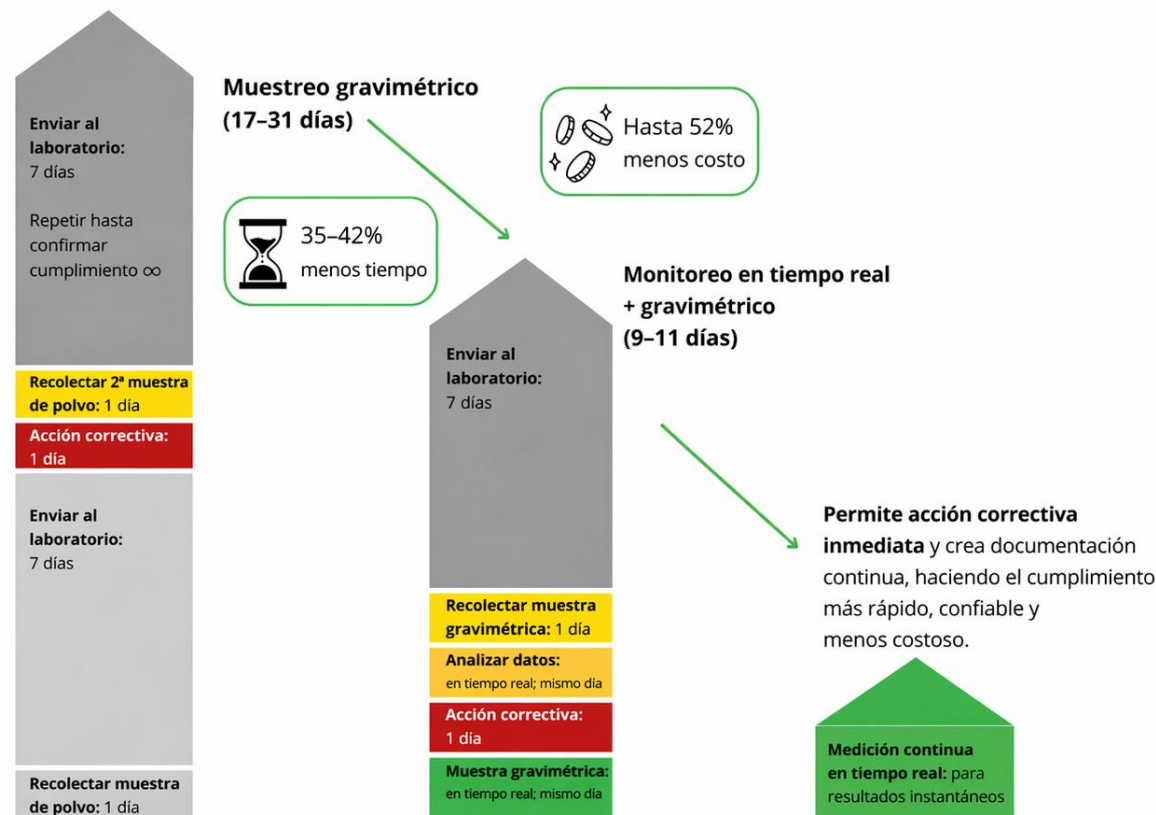 Enviar al
laboratorio:
7 días
Repetir hasta
confirmar
cumplimiento ∞
Recolectar 2ª muestra
de polvo: 1 día
Acción correctiva:
1 día
Enviar al
laboratorio:
7 días
Recolectar muestra
de polvo: 1 día
Muestreo gravimétrico
(17–31 días)
35–42%
menos tiempo
Hasta 52%
menos costo
Monitoreo en tiempo real
+ gravimétrico
(9–11 días)
Enviar al
laboratorio:
7 días
Recolectar muestra
gravimétrica: 1 día
Analizar datos:
en tiempo real; mismo día
Acción correctiva:
1 día
Muestra gravimétrica:
en tiempo real; mismo día
Permite acción correctiva
inmediata y crea documentación
continua, haciendo el cumplimiento
más rápido, confiable y
menos costoso.
Medición continua
en tiempo real: para
resultados instantáneos